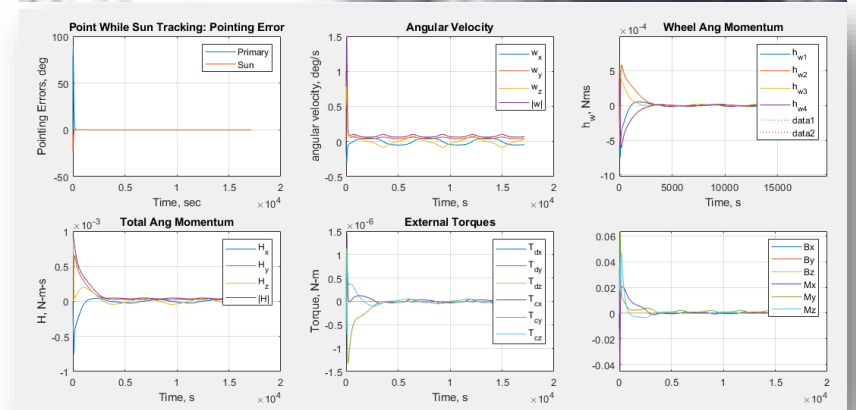 Point While Sun Tracking: Pointing Error
100
50
0
-50
Pointing Errors, deg
Primary
Sun
0 0.5 1 1.5 2
×10⁴
Time, sec
Angular Velocity
1.5
1
0.5
0
-0.5
angular velocity, deg/s
w_x
w_y
w_z
|w|
0 0.5 1 1.5 2
×10⁴
Time, s
Wheel Ang Momentum
×10⁻⁴
5
0
-5
-10
h_w, Nms
h_w1
h_w2
h_w3
h_w4
data1
data2
0 5000 10000 15000
Time, s
Total Ang Momentum
×10⁻³
1
0.5
0
-0.5
-1
H, N-m-s
H_x
H_y
H_z
|H|
0 0.5 1 1.5 2
×10⁴
Time, s
External Torques
×10⁻⁶
1.5
1
0.5
0
-0.5
-1
-1.5
Torque, N-m
T_dx
T_dy
T_dz
T_cx
T_cy
T_cz
0 0.5 1 1.5 2
×10⁴
Time, s
0.06
0.04
0.02
0
-0.02
-0.04
Bx
By
Bz
Mx
My
Mz
0 0.5 1 1.5 2
×10⁴